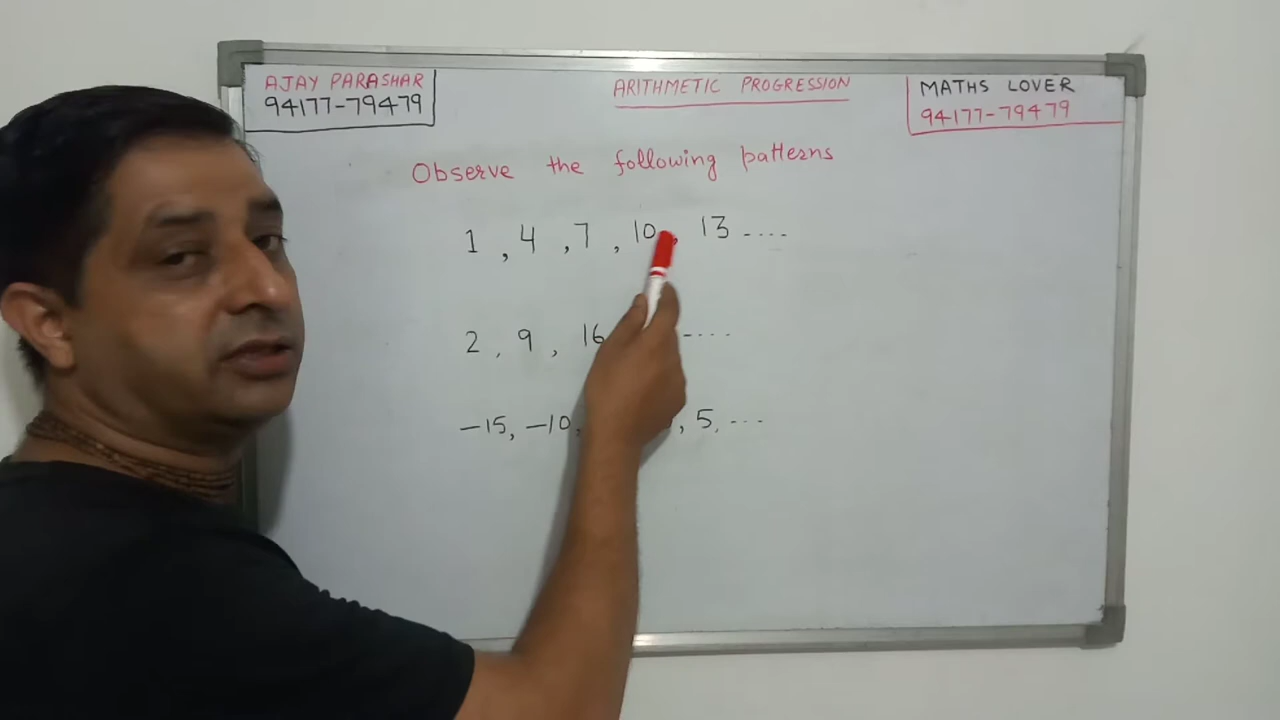 AJAY PARASHAR
94177-79479
ARITHMETIC PROGRESSION
MATHS LOVER
94177-79479
Observe the following patterns
1 , 4 , 7 , 10 , 13 ....
2 , 9 , 16 ....
-15, -10, , 5, ...